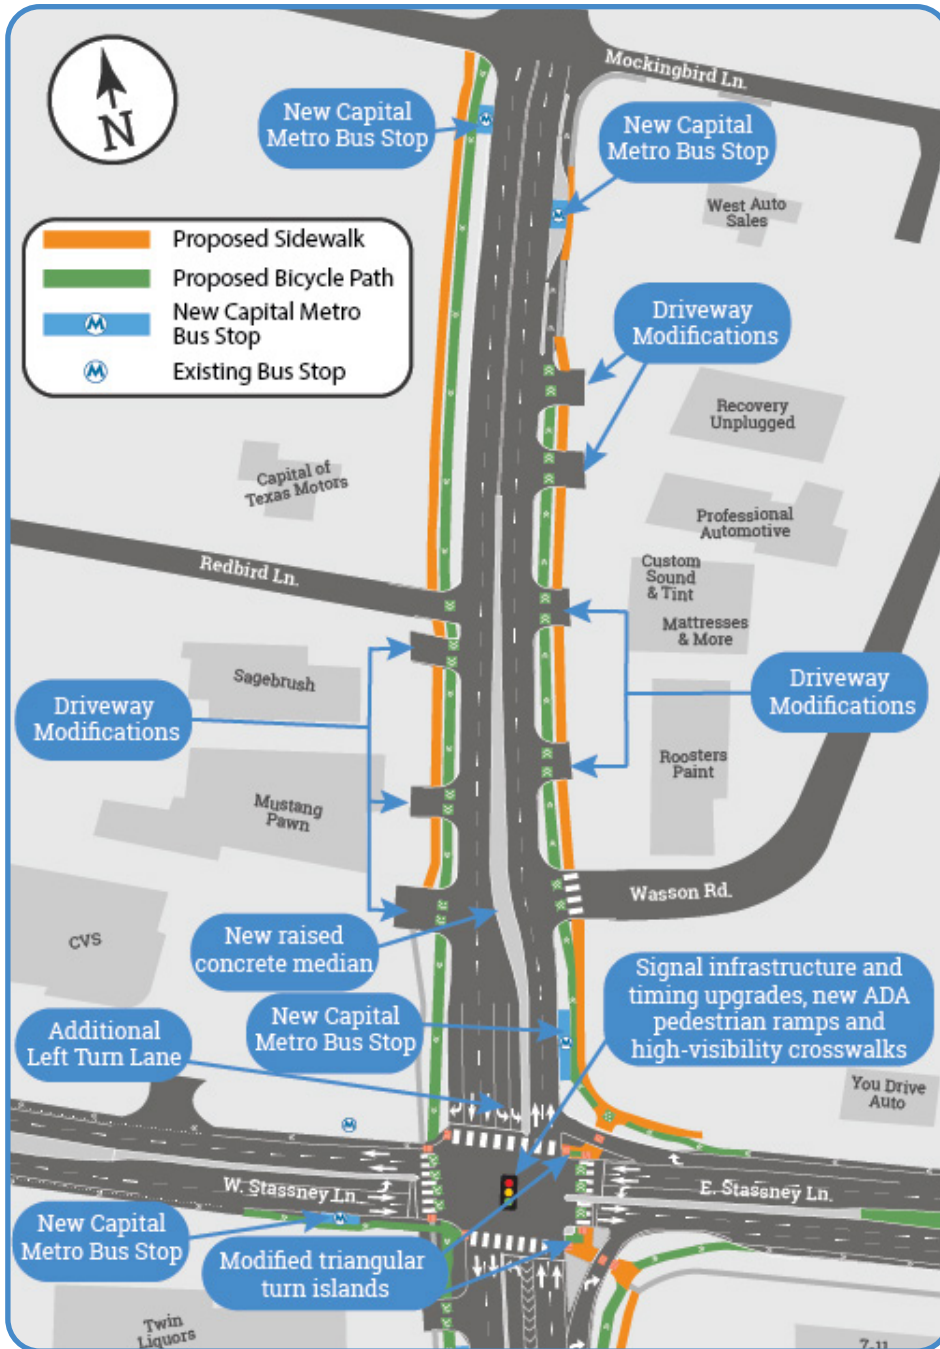 Mockingbird Ln.
N
New Capital
Metro Bus Stop
New Capital
Metro Bus Stop
West Auto
Sales
Proposed Sidewalk
Proposed Bicycle Path
New Capital Metro
Bus Stop
Existing Bus Stop
Driveway
Modifications
Recovery
Unplugged
Capital of
Texas Motors
Professional
Automotive
Custom
Sound
& Tint
Mattresses
& More
Redbird Ln.
Sagebrush
Driveway
Modifications
Driveway
Modifications
Roosters
Paint
Mustang
Pawn
Wasson Rd.
CVS
New raised
concrete median
Signal infrastructure and
timing upgrades, new ADA
pedestrian ramps and
high-visibility crosswalks
New Capital
Metro Bus Stop
Additional
Left Turn Lane
You Drive
Auto
W. Stassney Ln.
E. Stassney Ln.
New Capital
Metro Bus Stop
Modified triangular
turn islands
Twin
Liquors
7-11